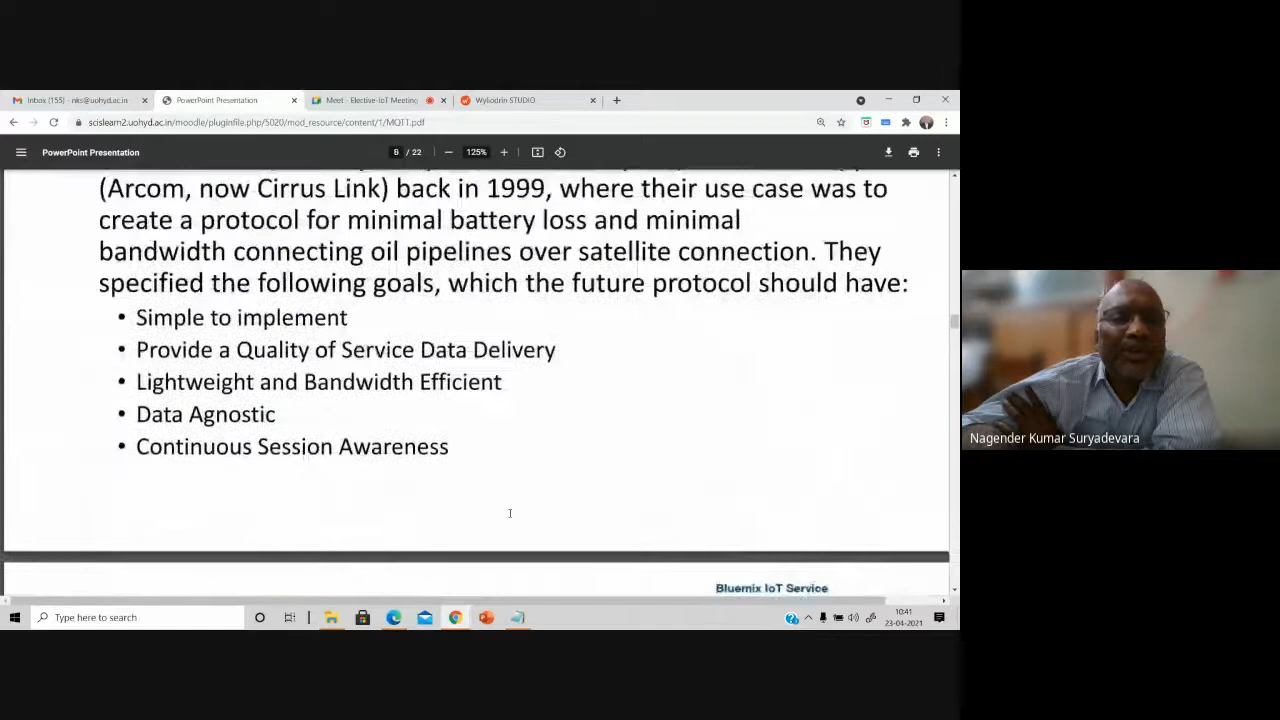 Inbox (155) - nks@uohyd.ac.in
PowerPoint Presentation
Meet - Elective-IoT Meeting
Wyliodrin STUDIO
scislearn2.uohyd.ac.in/moodle/pluginfile.php/5020/mod_resource/content/1/MQTT.pdf
PowerPoint Presentation
6 / 22
125%
(Arcom, now Cirrus Link) back in 1999, where their use case was to
create a protocol for minimal battery loss and minimal
bandwidth connecting oil pipelines over satellite connection. They
specified the following goals, which the future protocol should have:
• Simple to implement
• Provide a Quality of Service Data Delivery
• Lightweight and Bandwidth Efficient
• Data Agnostic
• Continuous Session Awareness
Nagender Kumar Suryadevara
Bluemix IoT Service
Type here to search
10:41
23-04-2021